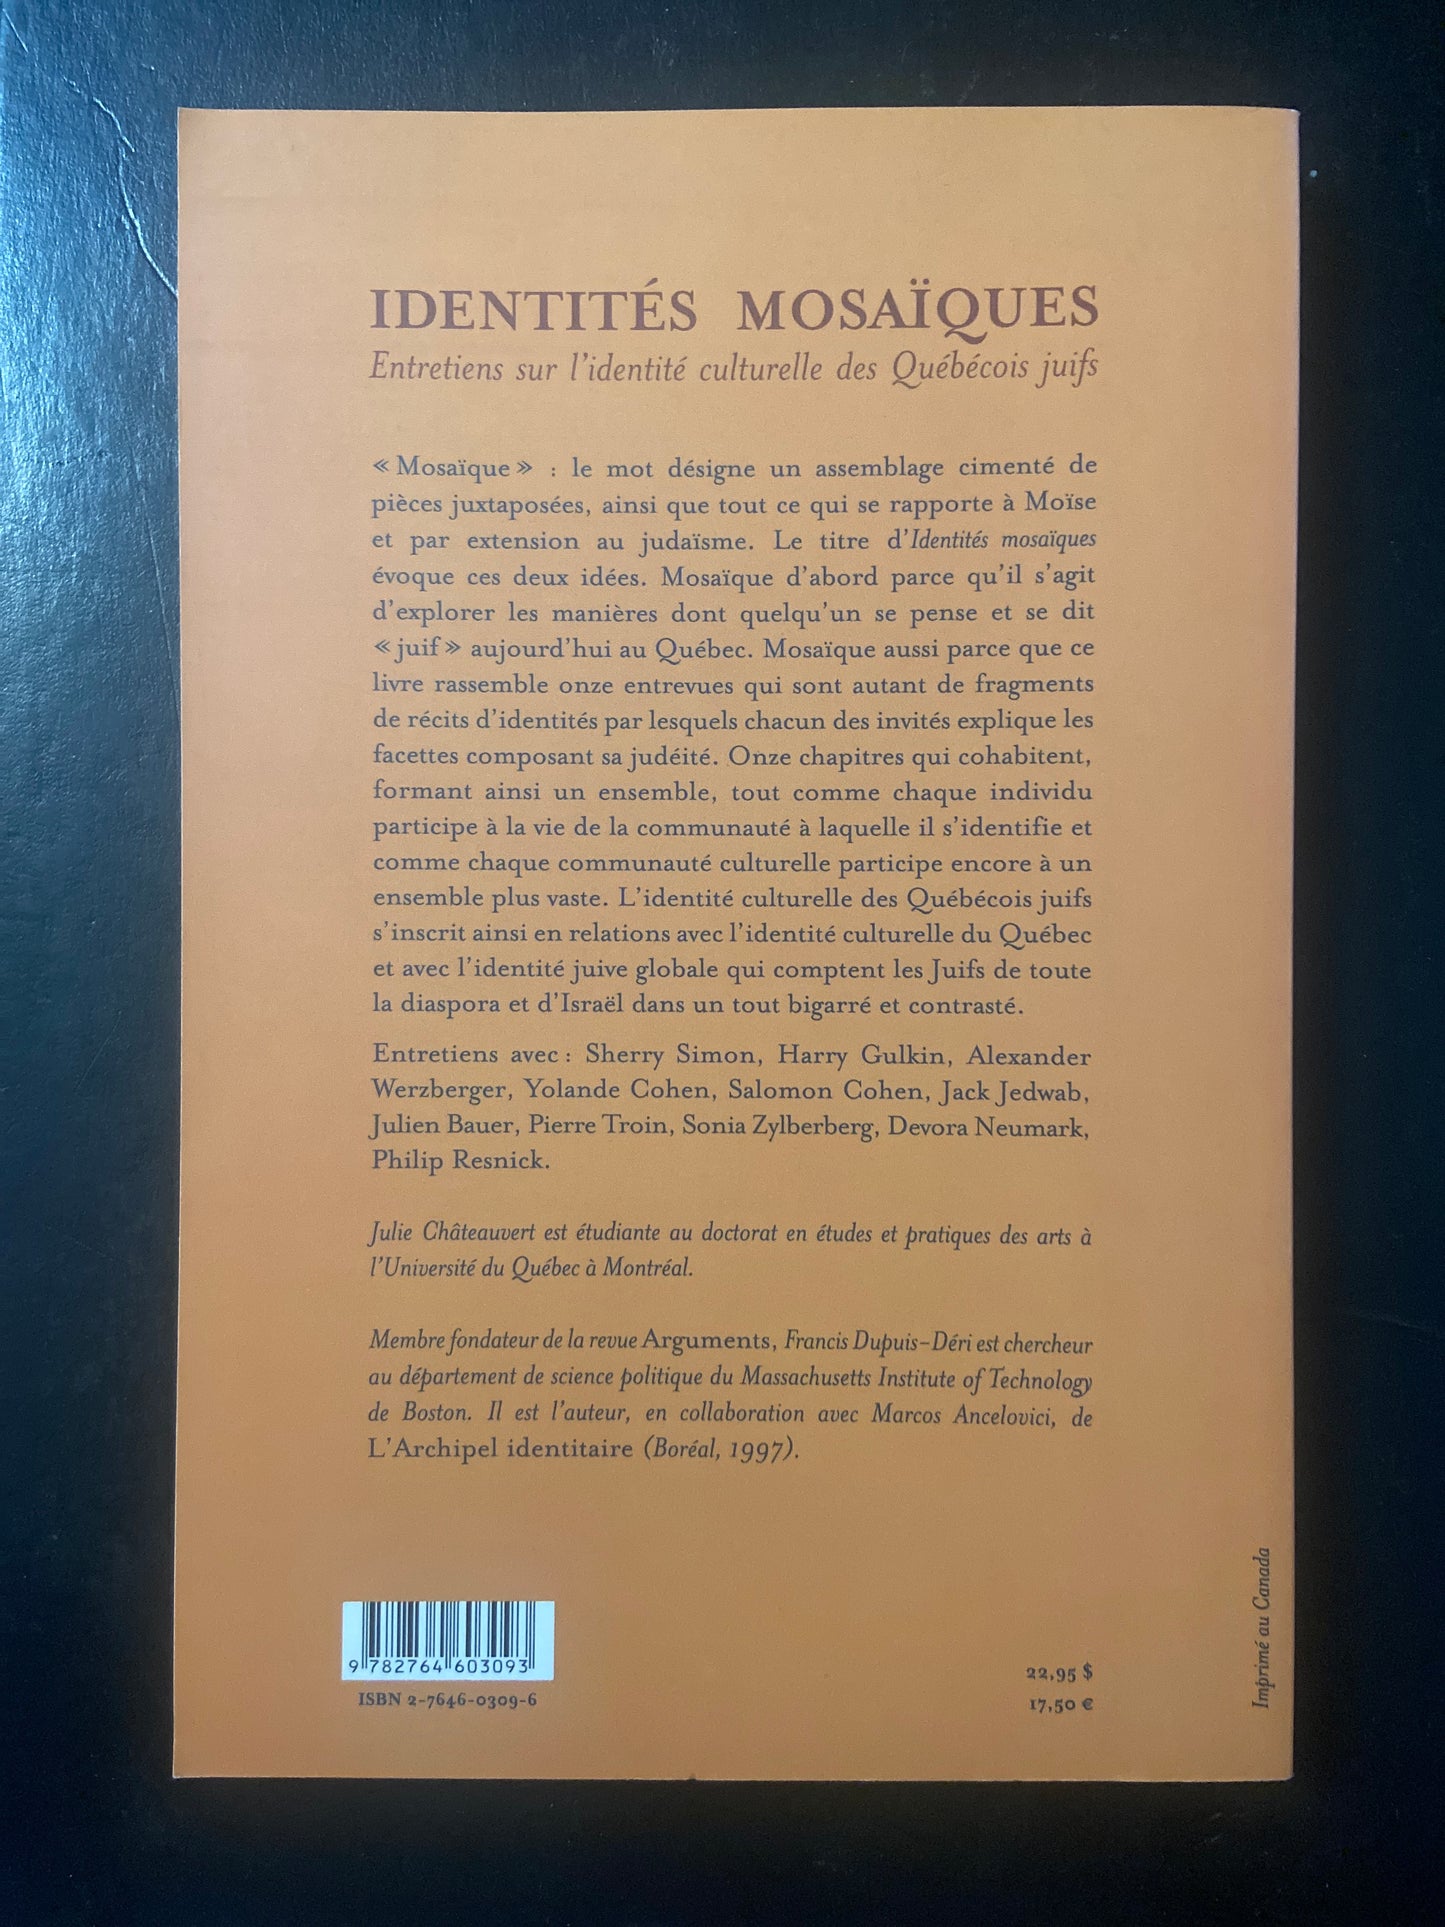 IDENTITÉS MOSAÏQUES
Entretiens sur l'identité culturelle des Québécois juifs
« Mosaïque » : le mot désigne un assemblage cimenté de
pièces juxtaposées, ainsi que tout ce qui se rapporte à Moïse
et par extension au judaïsme. Le titre d'Identités mosaïques
évoque ces deux idées. Mosaïque d'abord parce qu'il s'agit
d'explorer les manières dont quelqu'un se pense et se dit
« juif » aujourd'hui au Québec. Mosaïque aussi parce que ce
livre rassemble onze entrevues qui sont autant de fragments
de récits d'identités par lesquels chacun des invités explique les
facettes composant sa judéité. Onze chapitres qui cohabitent,
formant ainsi un ensemble, tout comme chaque individu
participe à la vie de la communauté à laquelle il s'identifie et
comme chaque communauté culturelle participe encore à un
ensemble plus vaste. L'identité culturelle des Québécois juifs
s'inscrit ainsi en relations avec l'identité culturelle du Québec
et avec l'identité juive globale qui comptent les Juifs de toute
la diaspora et d'Israël dans un tout bigarré et contrasté.
Entretiens avec : Sherry Simon, Harry Gulkin, Alexander
Werzberger, Yolande Cohen, Salomon Cohen, Jack Jedwab,
Julien Bauer, Pierre Troin, Sonia Zylberberg, Devora Neumark,
Philip Resnick.
Julie Châteauvert est étudiante au doctorat en études et pratiques des arts à
l'Université du Québec à Montréal.
Membre fondateur de la revue Arguments, Francis Dupuis-Déri est chercheur
au département de science politique du Massachusetts Institute of Technology
de Boston. Il est l'auteur, en collaboration avec Marcos Ancelovici, de
L'Archipel identitaire (Boréal, 1997).
9 782764 603093
ISBN 2-7646-0309-6
22,95 $
17,50 €
Imprimé au Canada